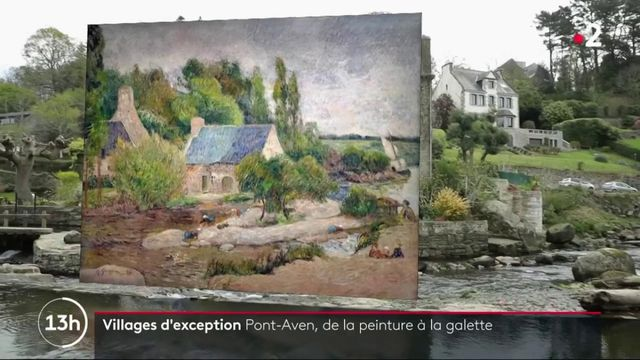 2
13h Villages d'exception Pont-Aven, de la peinture à la galette